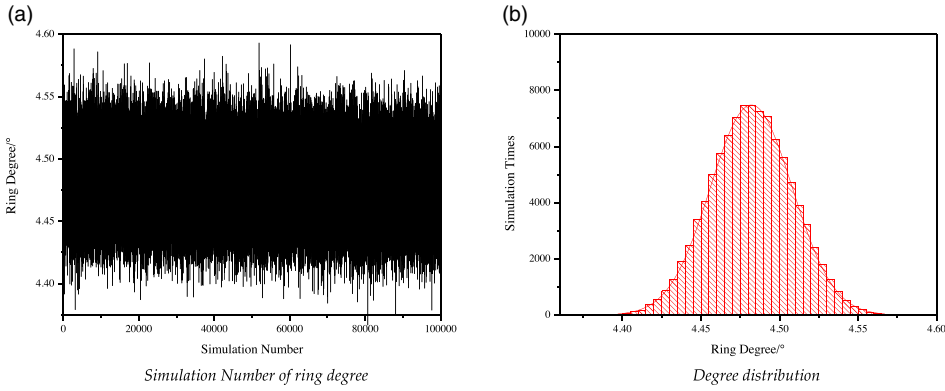 (a)
4.60
4.55
4.50
4.45
4.40
Ring Degree/°
0
20000
40000
60000
80000
100000
Simulation Number
Simulation Number of ring degree
(b)
10000
8000
6000
4000
2000
0
Simulation Times
4.40
4.45
4.50
4.55
4.60
Ring Degree/°
Degree distribution